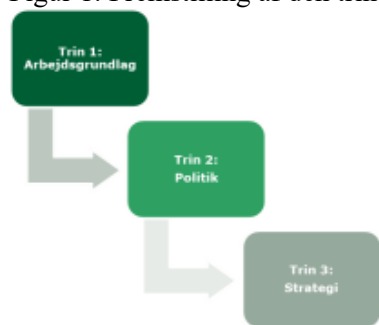 Trin 1:
Arbejdsgrundlag
Trin 2:
Politik
Trin 3:
Strategi